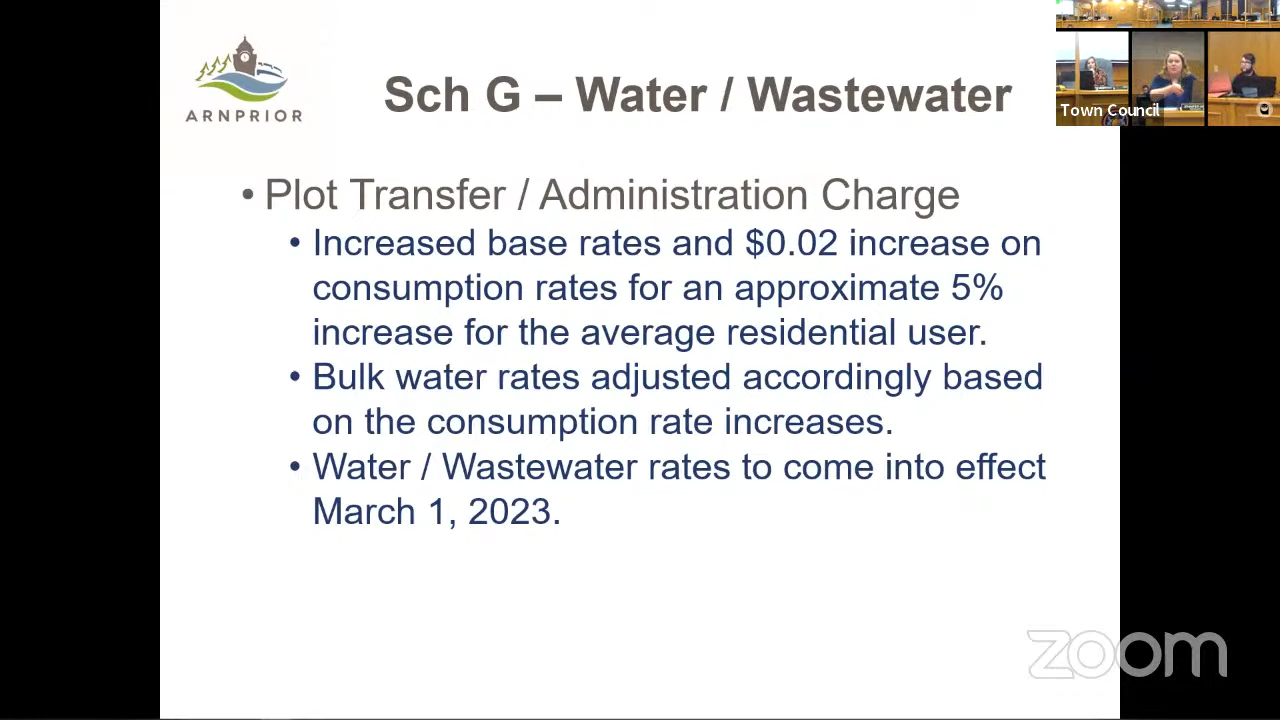 ARNPRIOR
Sch G – Water / Wastewater
Town Council
• Plot Transfer / Administration Charge
• Increased base rates and $0.02 increase on
consumption rates for an approximate 5%
increase for the average residential user.
• Bulk water rates adjusted accordingly based
on the consumption rate increases.
• Water / Wastewater rates to come into effect
March 1, 2023.
zoom